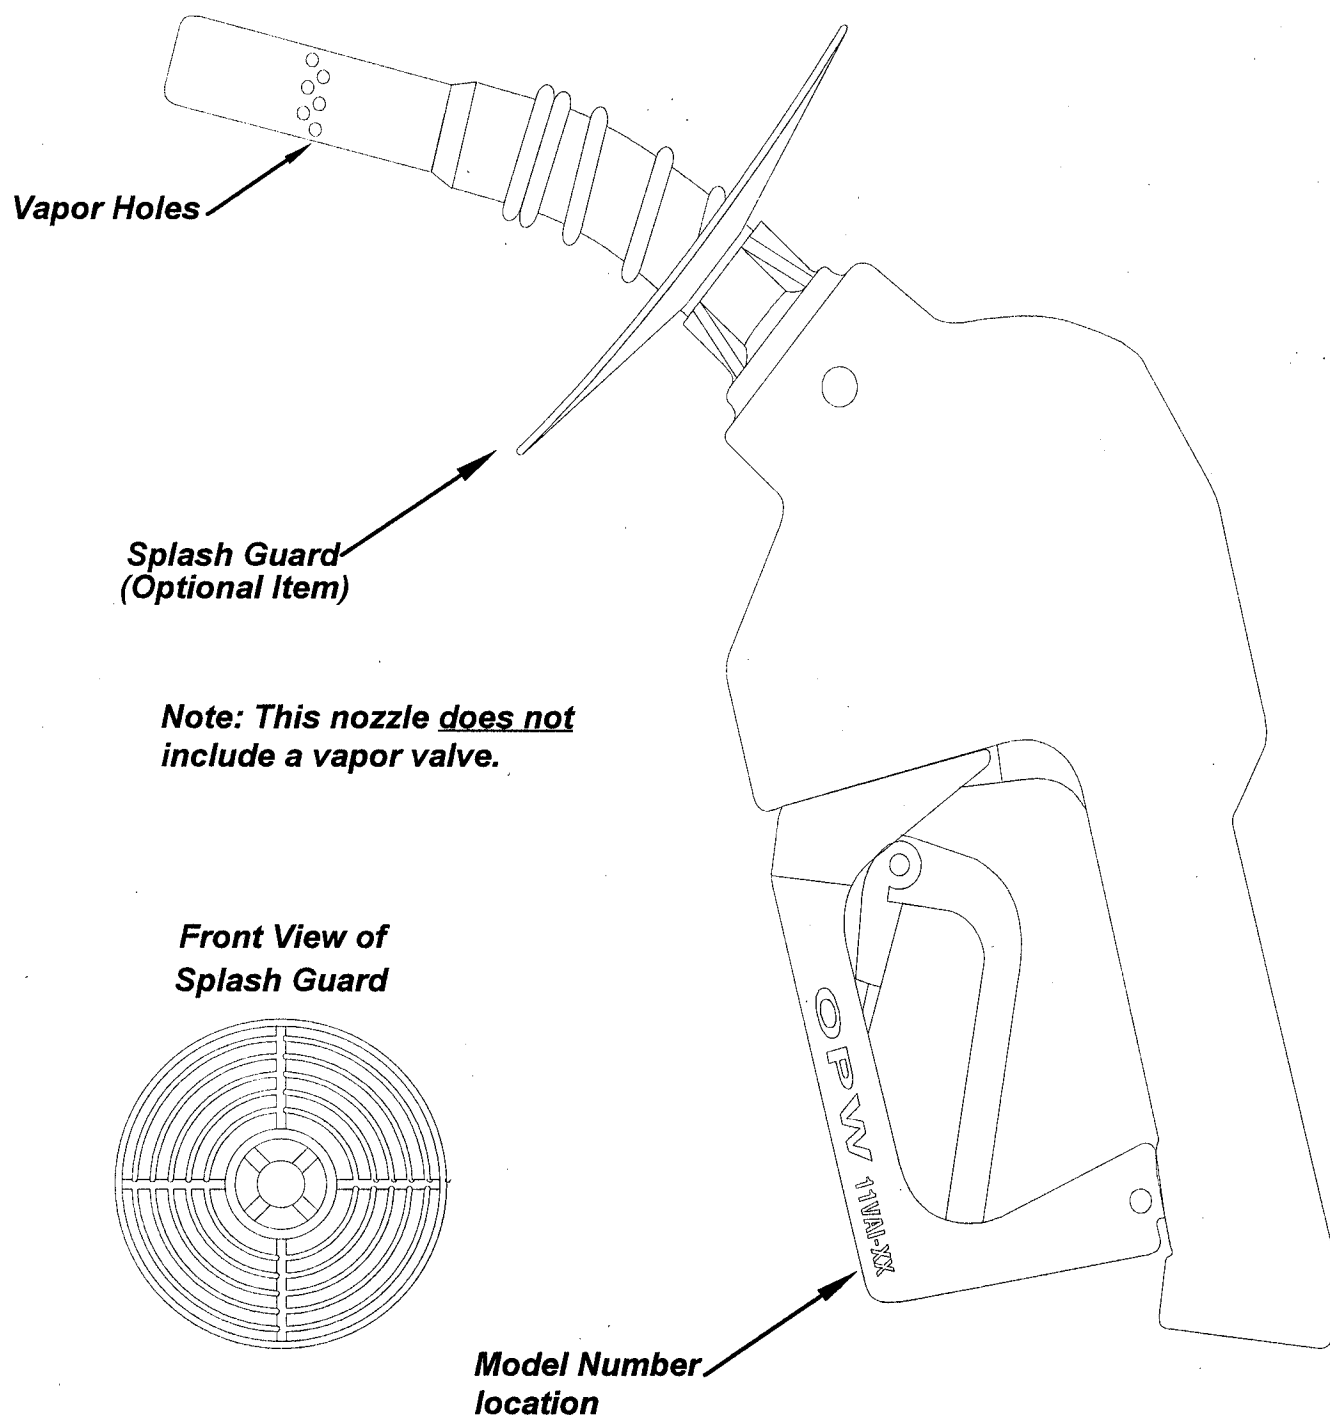 Vapor Holes
Splash Guard
(Optional Item)
Note: This nozzle does not
include a vapor valve.
Front View of
Splash Guard
OPW 11VAI-XX
Model Number
location